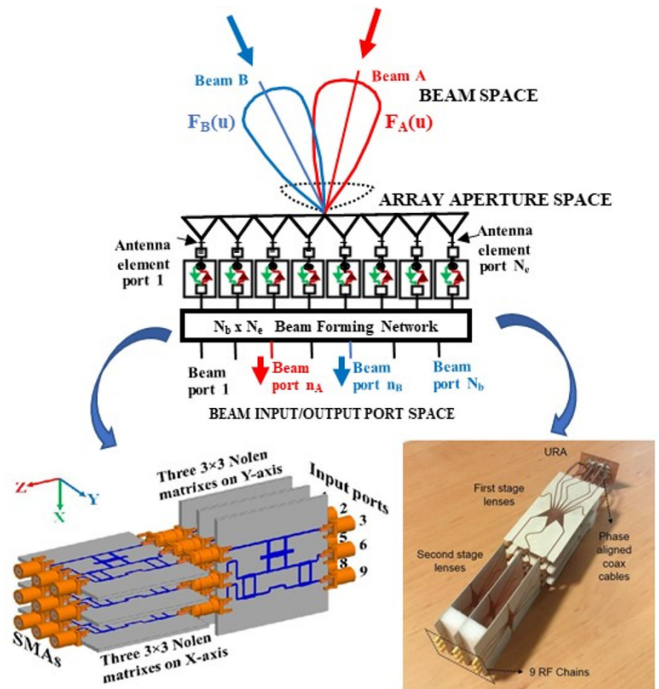 Beam B
Beam A
BEAM SPACE
F_B(u)
F_A(u)
ARRAY APERTURE SPACE
Antenna
element
port 1
Antenna
element
port N_e
N_b x N_e Beam Forming Network
Beam
port 1
Beam
port n_A
Beam
port n_B
Beam
port N_b
BEAM INPUT/OUTPUT PORT SPACE
Z
X
Y
Three 3×3 Nolen
matrixes on Y-axis
Input ports
2
3
5
6
8
9
SMAs
Three 3×3 Nolen
matrixes on X-axis
URA
First stage
lenses
Phase
aligned
coax
cables
Second stage
lenses
9 RF Chains